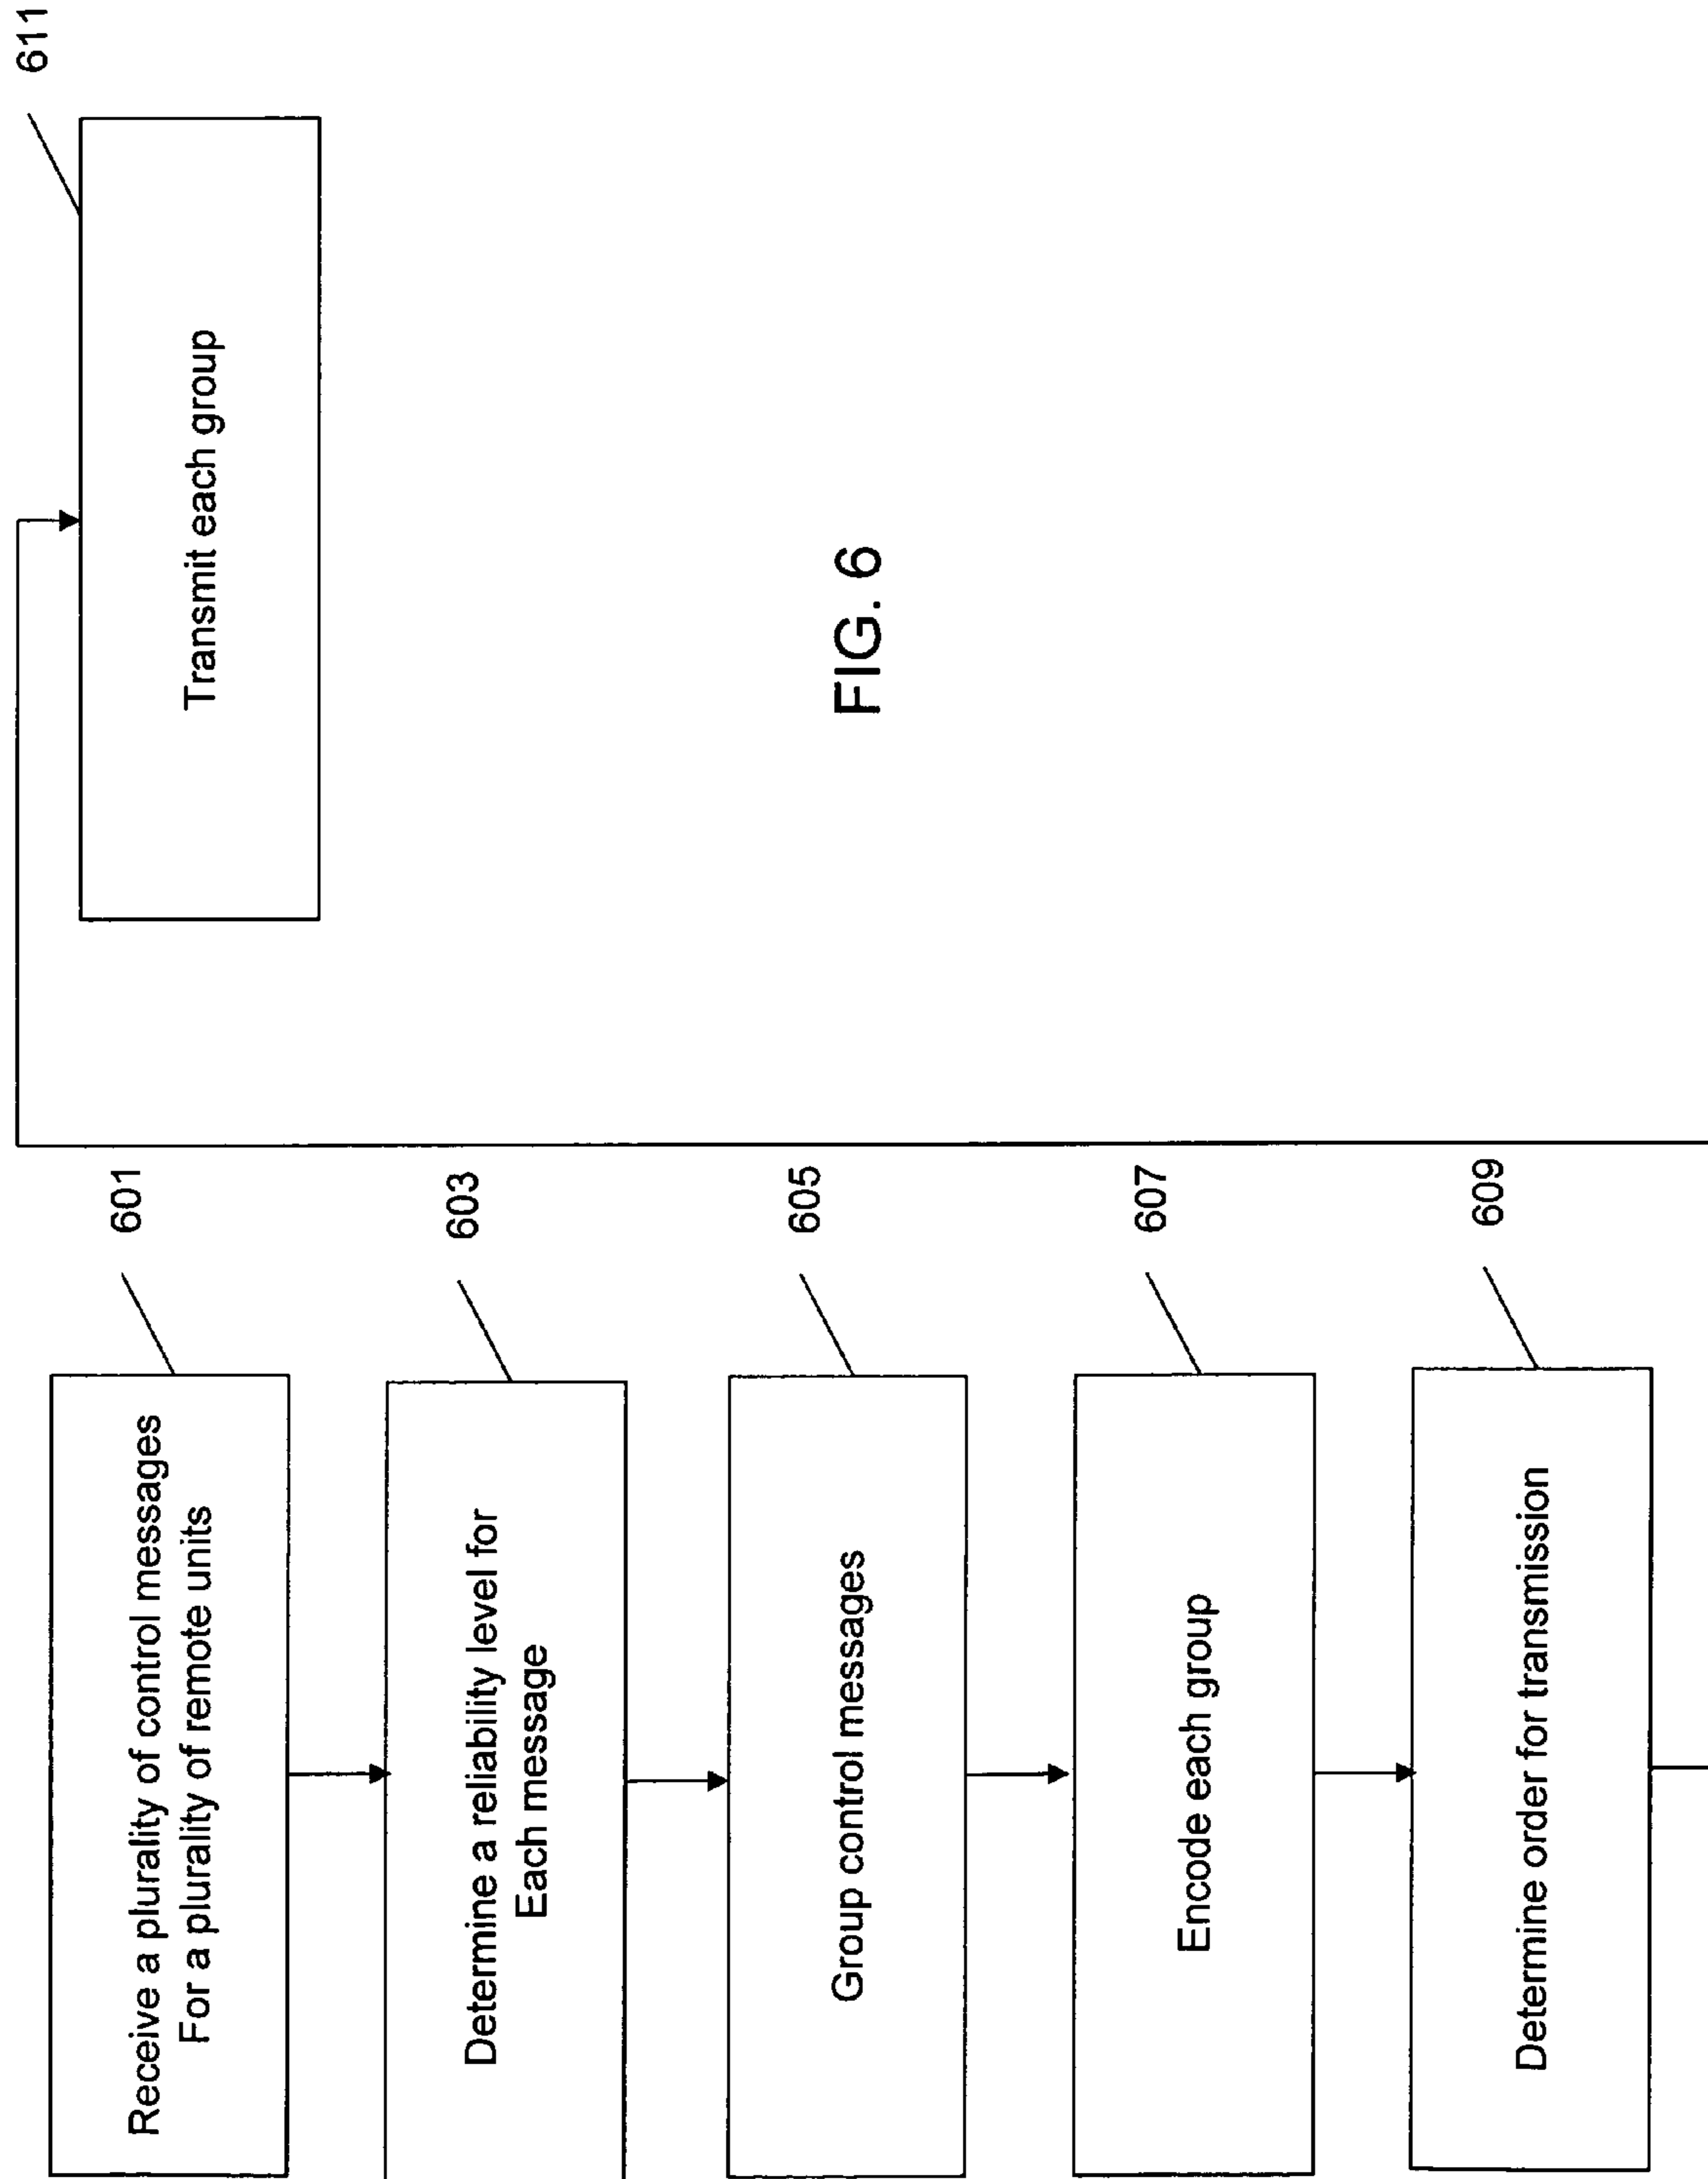 601
Receive a plurality of control messages
For a plurality of remote units
603
Determine a reliability level for
Each message
605
Group control messages
607
Encode each group
609
Determine order for transmission
611
Transmit each group
FIG. 6